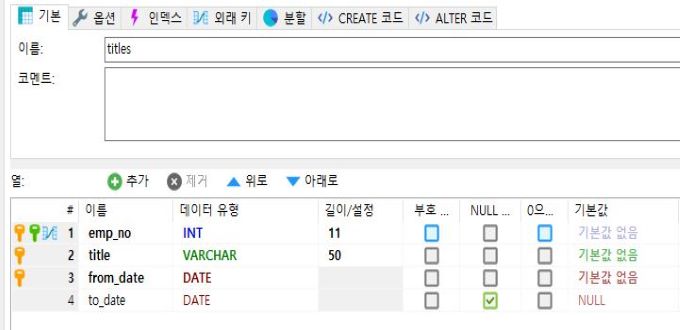 기본 옵션 인덱스 외래 키 분할 </> CREATE 코드 </> ALTER 코드
이름: titles
코멘트:
열: 추가 제거 위로 아래로
# 이름 데이터 유형 길이/설정 부호 ... NULL ... 0으... 기본값
1 emp_no INT 11 기본값 없음
2 title VARCHAR 50 기본값 없음
3 from_date DATE 기본값 없음
4 to_date DATE NULL